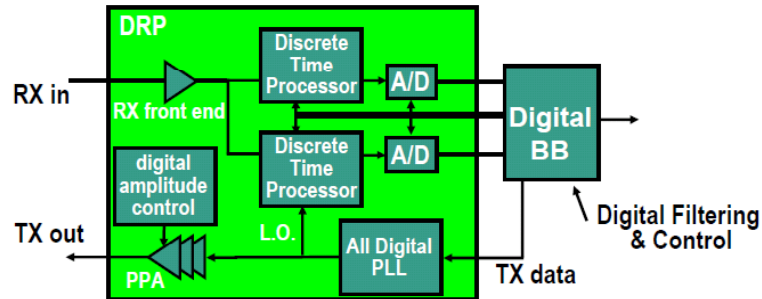 DRP
Discrete
Time
Processor
A/D
RX in
RX front end
Digital
BB
Discrete
Time
Processor
A/D
digital
amplitude
control
Digital Filtering
& Control
TX out
PPA
L.O.
All Digital
PLL
TX data